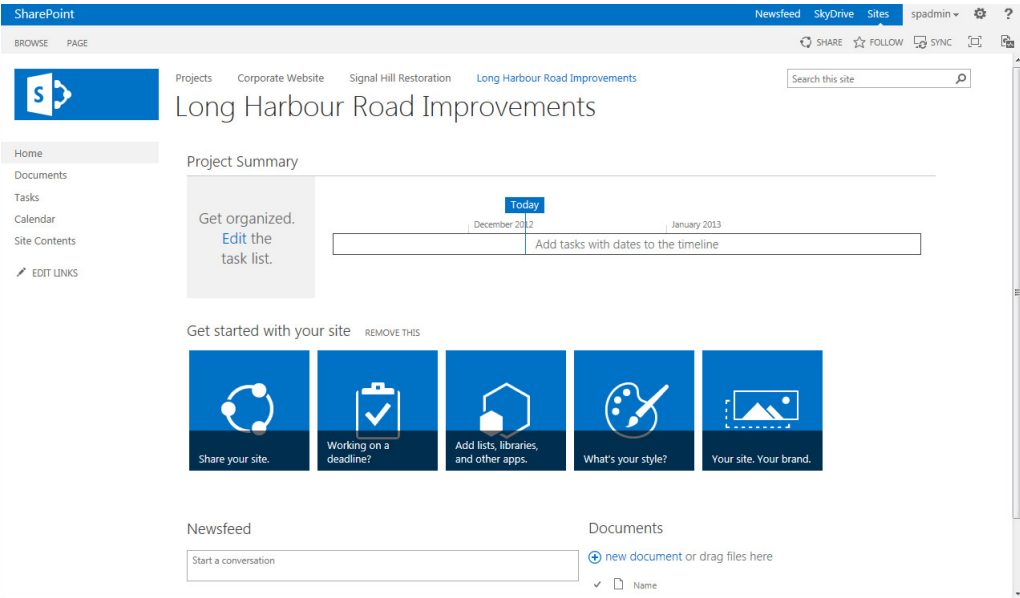 SharePoint
Newsfeed SkyDrive Sites spadmin ?
BROWSE PAGE
SHARE FOLLOW SYNC
S
Projects Corporate Website Signal Hill Restoration Long Harbour Road Improvements
Search this site
Long Harbour Road Improvements
Home
Documents
Tasks
Calendar
Site Contents
EDIT LINKS
Project Summary
Get organized.
Edit the
task list.
Today
December 2012 January 2013
Add tasks with dates to the timeline
Get started with your site REMOVE THIS
Share your site.
Working on a
deadline?
Add lists, libraries,
and other apps.
What's your style?
Your site. Your brand.
Newsfeed
Start a conversation
Documents
new document or drag files here
Name